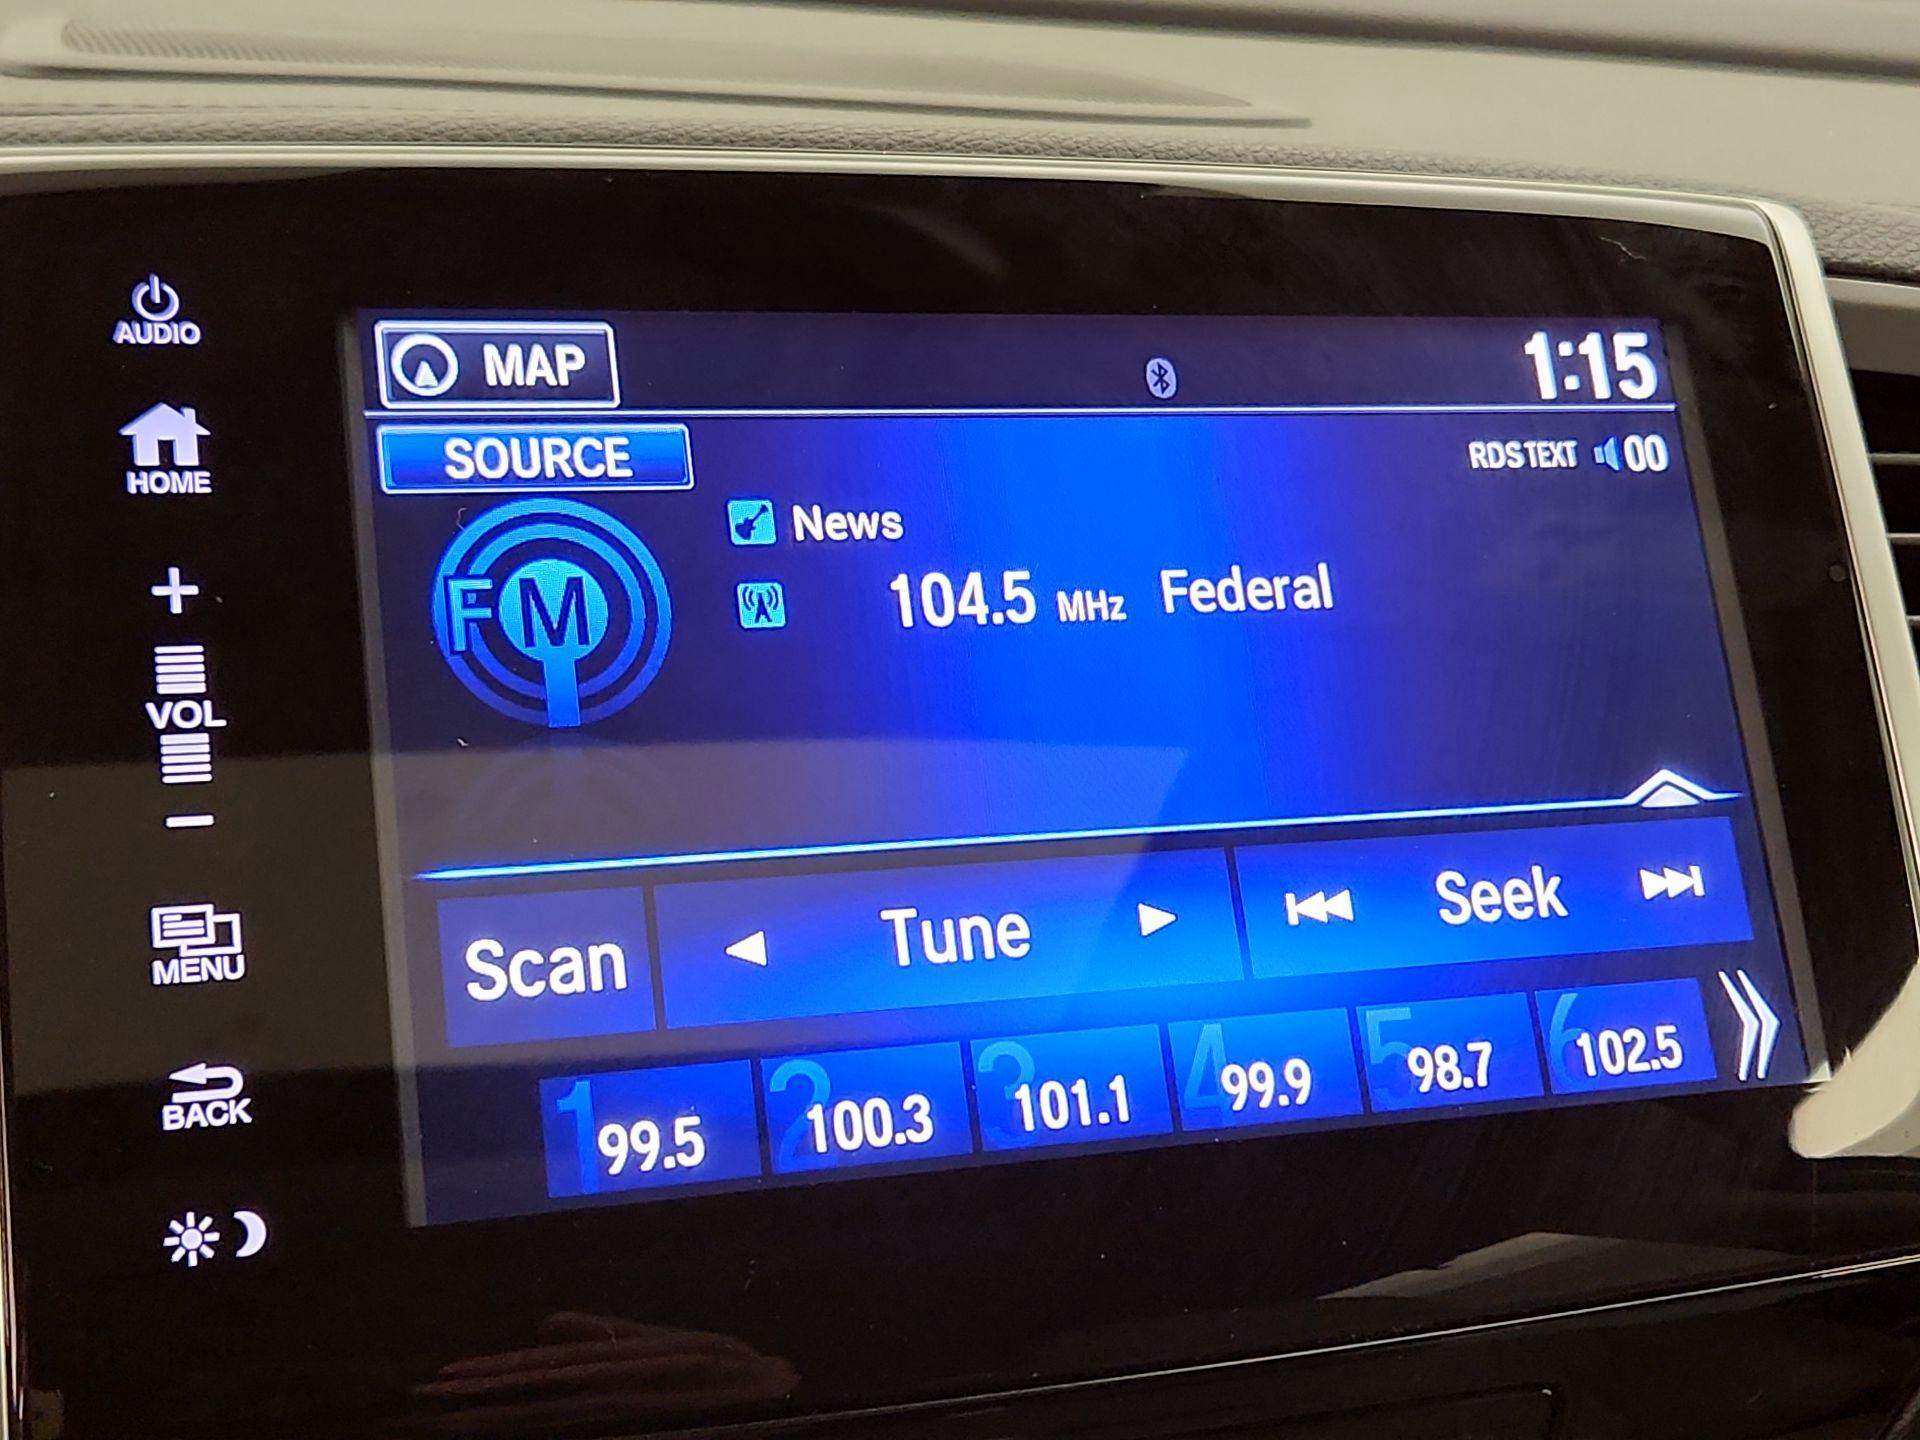 AUDIO
HOME
+
VOL
−
MENU
BACK
MAP
1:15
SOURCE
RDS TEXT 00
FM
News
104.5 MHz Federal
Scan
Tune
Seek
1 99.5
2 100.3
3 101.1
4 99.9
5 98.7
6 102.5